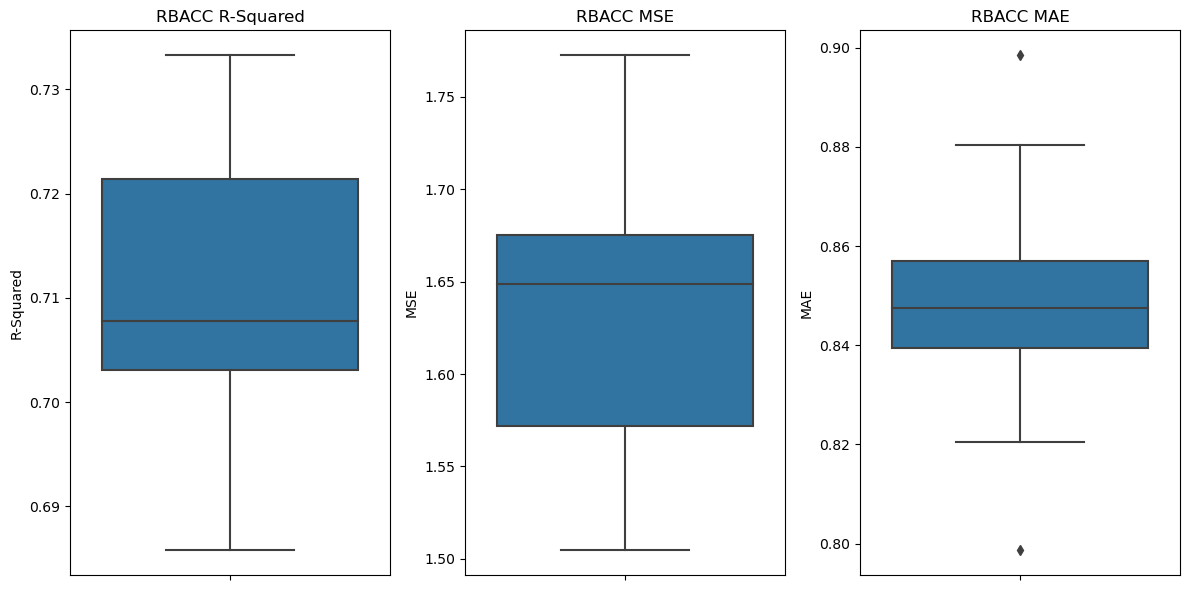 RBACC R-Squared
R-Squared
0.73
0.72
0.71
0.70
0.69
RBACC MSE
MSE
1.75
1.70
1.65
1.60
1.55
1.50
RBACC MAE
MAE
0.90
0.88
0.86
0.84
0.82
0.80